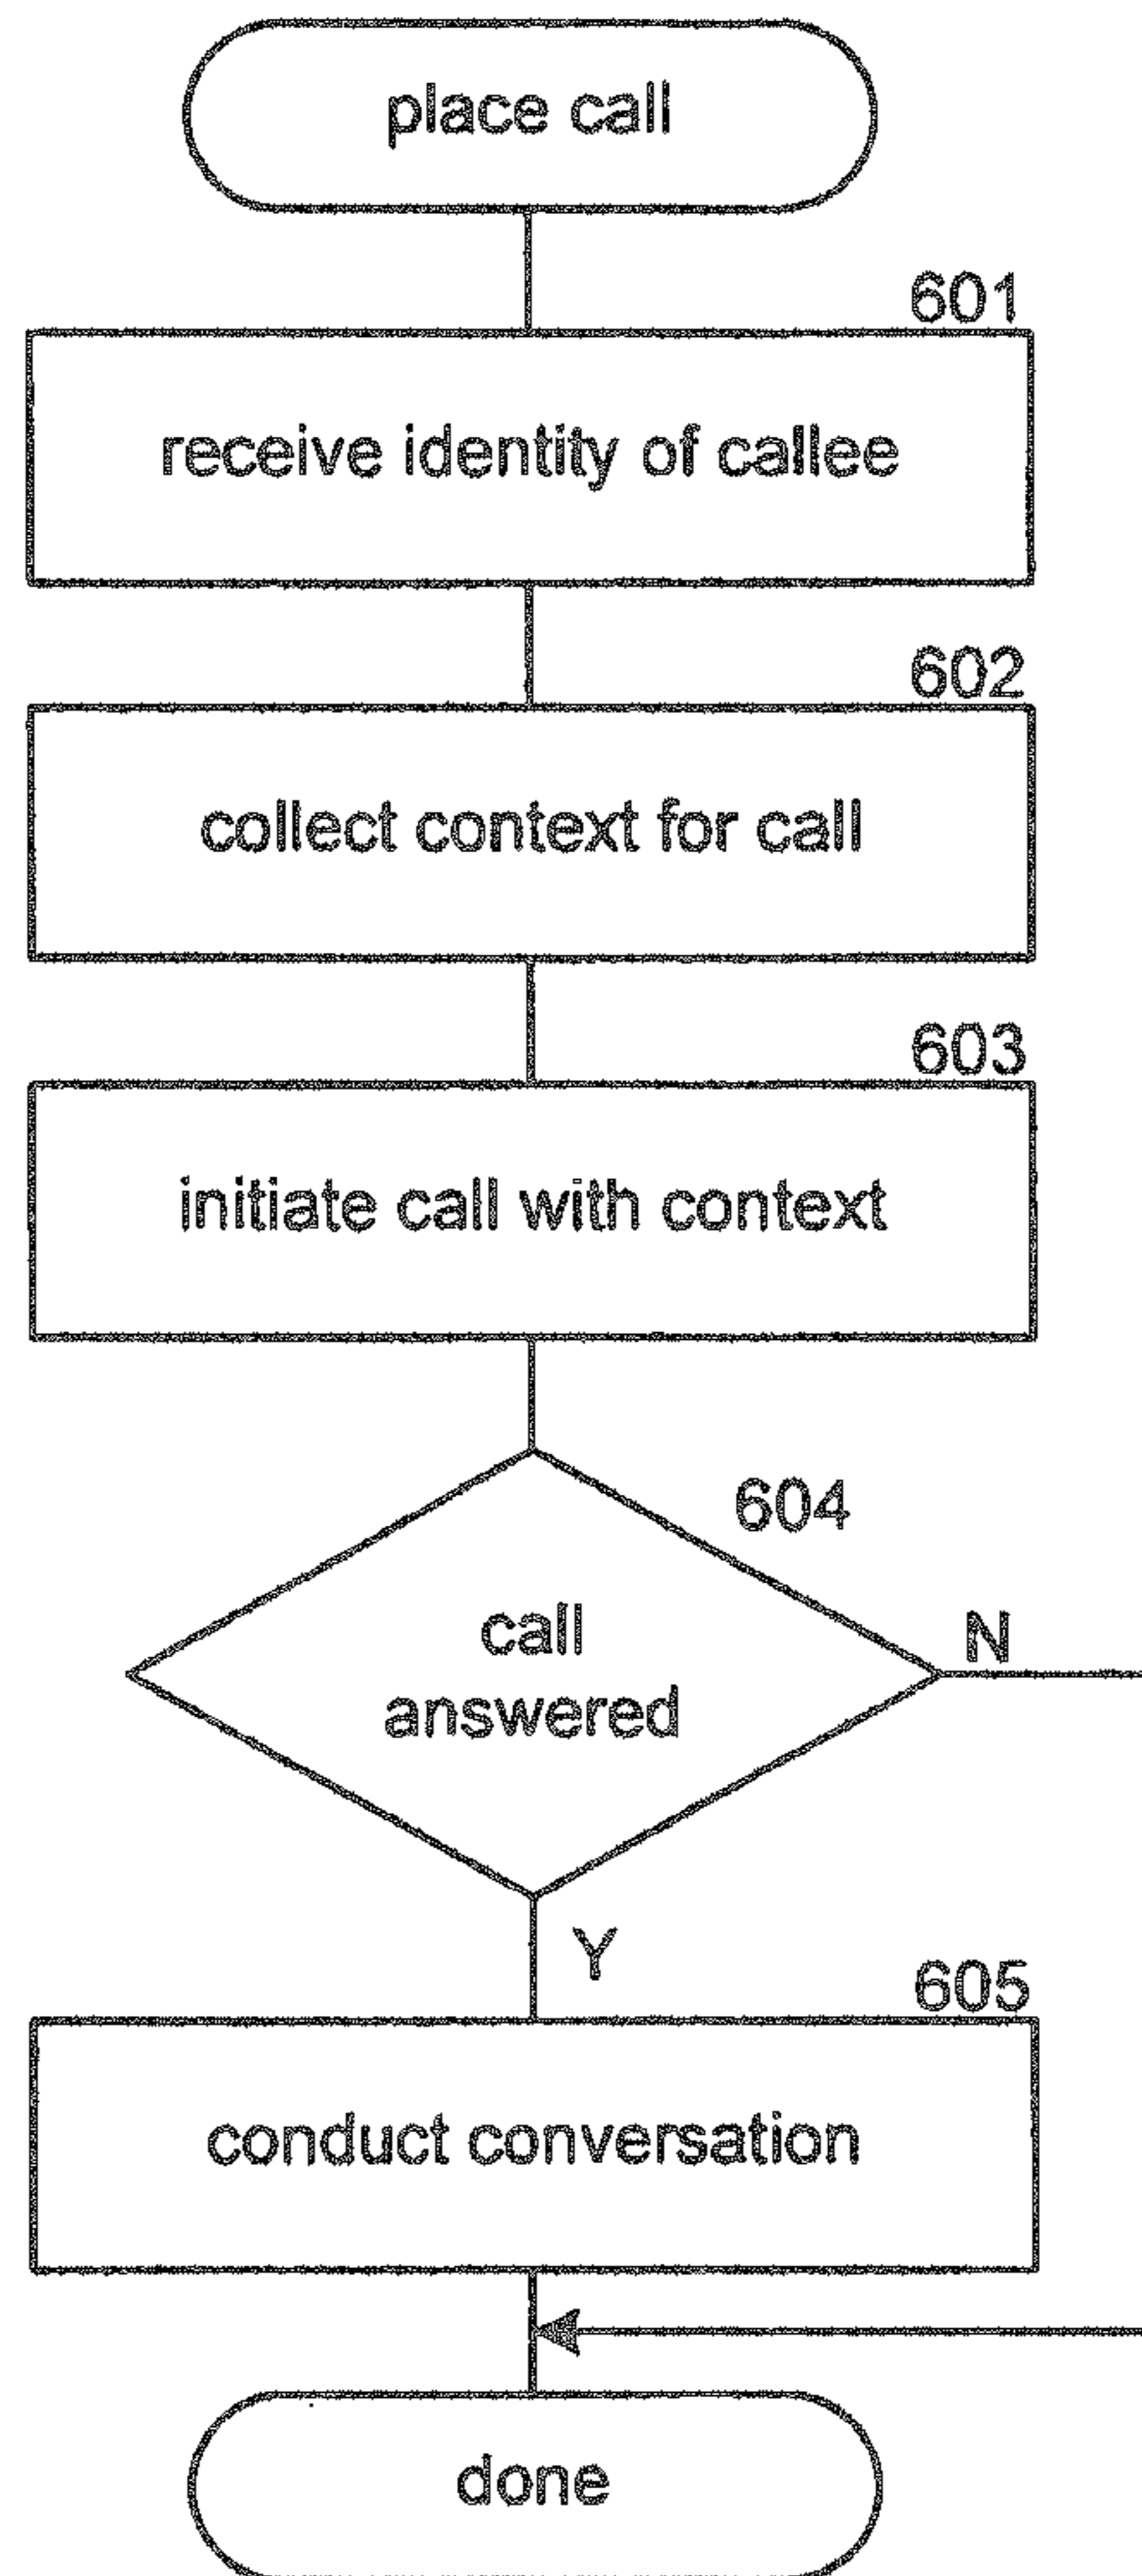 place call
601
receive identity of callee
602
collect context for call
603
initiate call with context
604
call
answered
N
Y
605
conduct conversation
done